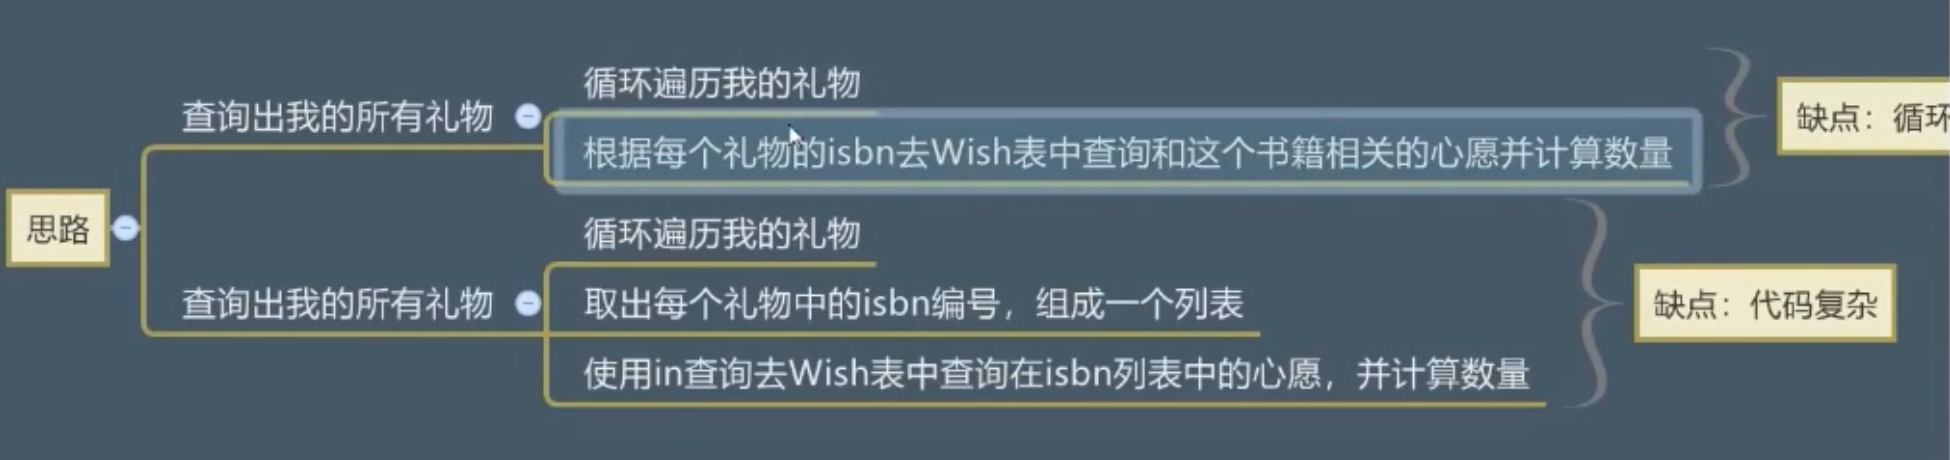 思路
查询出我的所有礼物
循环遍历我的礼物
根据每个礼物的isbn去Wish表中查询和这个书籍相关的心愿并计算数量
缺点：循环
查询出我的所有礼物
循环遍历我的礼物
取出每个礼物中的isbn编号，组成一个列表
使用in查询去Wish表中查询在isbn列表中的心愿，并计算数量
缺点：代码复杂